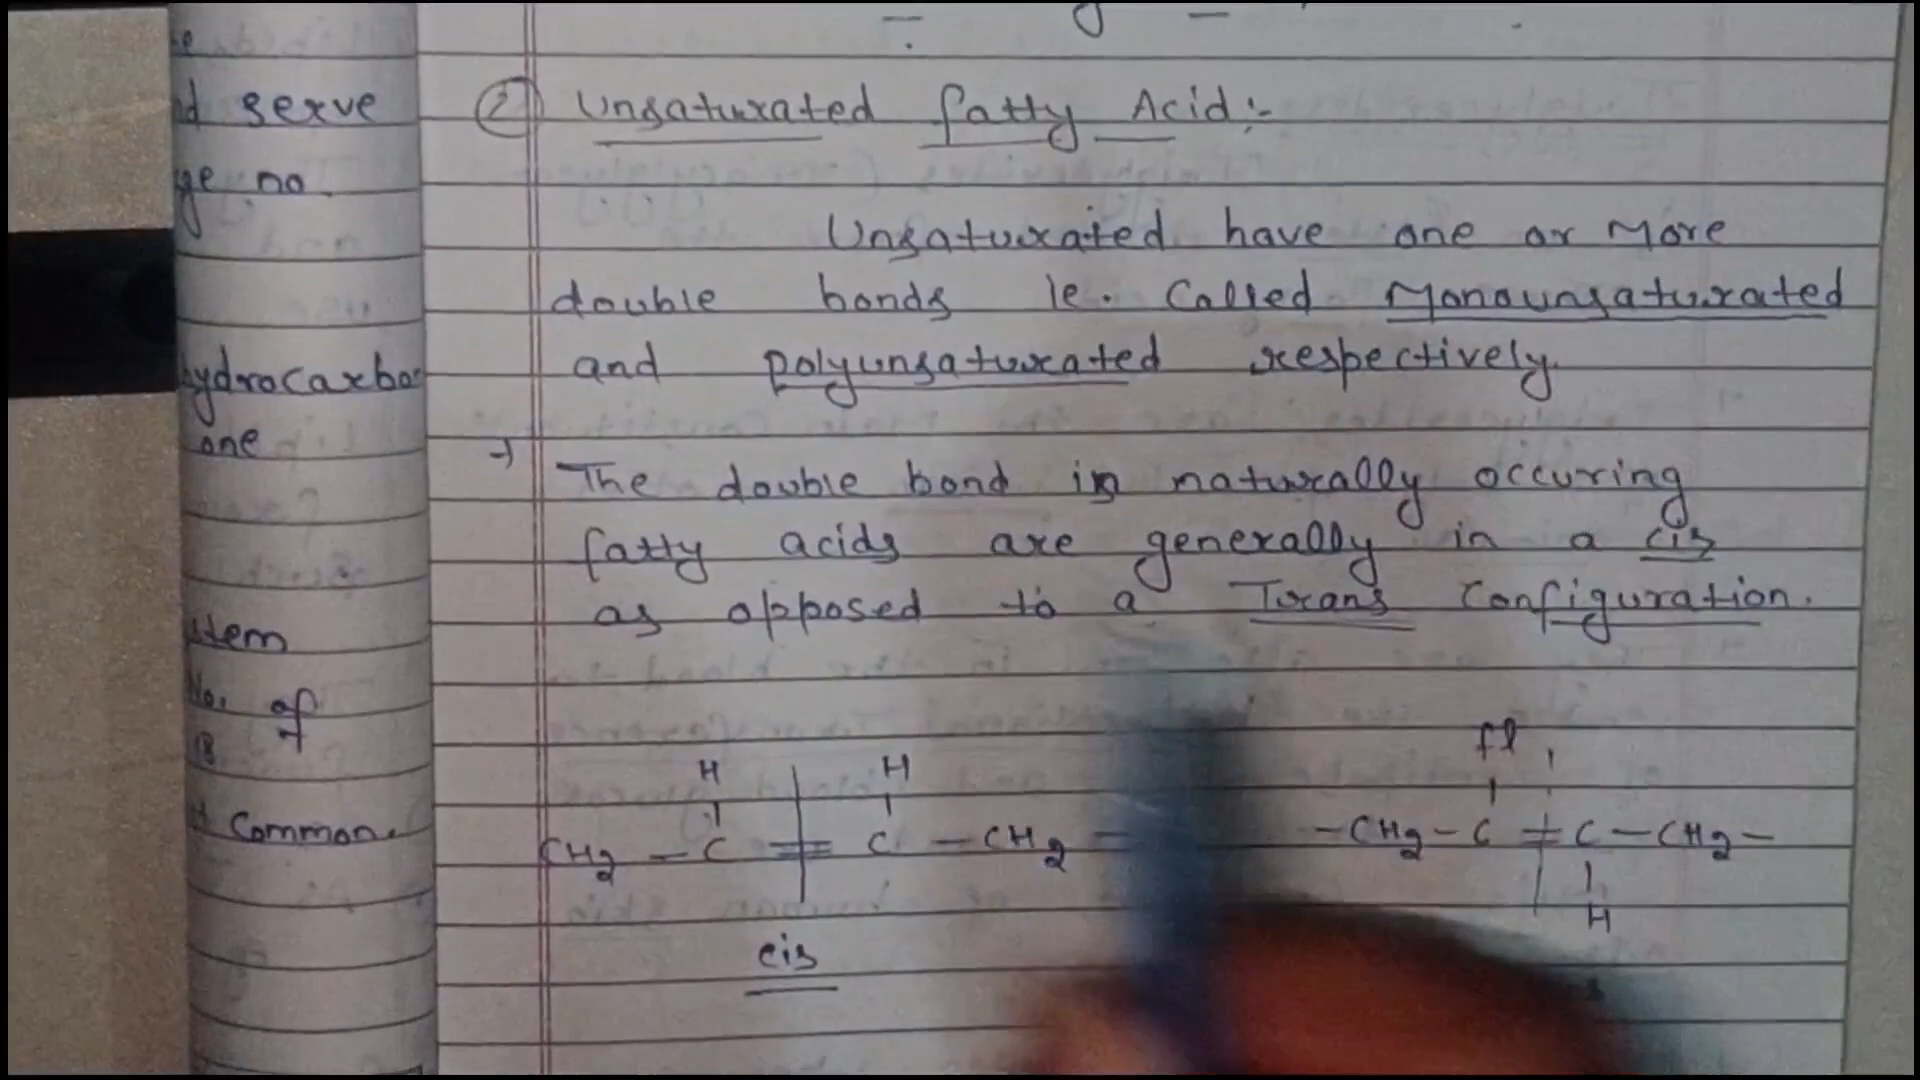 serve
no
② Unsaturated fatty Acid:-
Unsaturated have one or More
double bonds ie. Called Monounsaturated
and polyunsaturated respectively.
hydrocarbo
one
→ The double bond in naturally occuring
fatty acids are generally in a cis
as opposed to a Trans Configuration.
stem
No. of
18.
Common.
H H
CH2 — C = C — CH2 —
cis
-CH2 - C = C - CH2 -
H